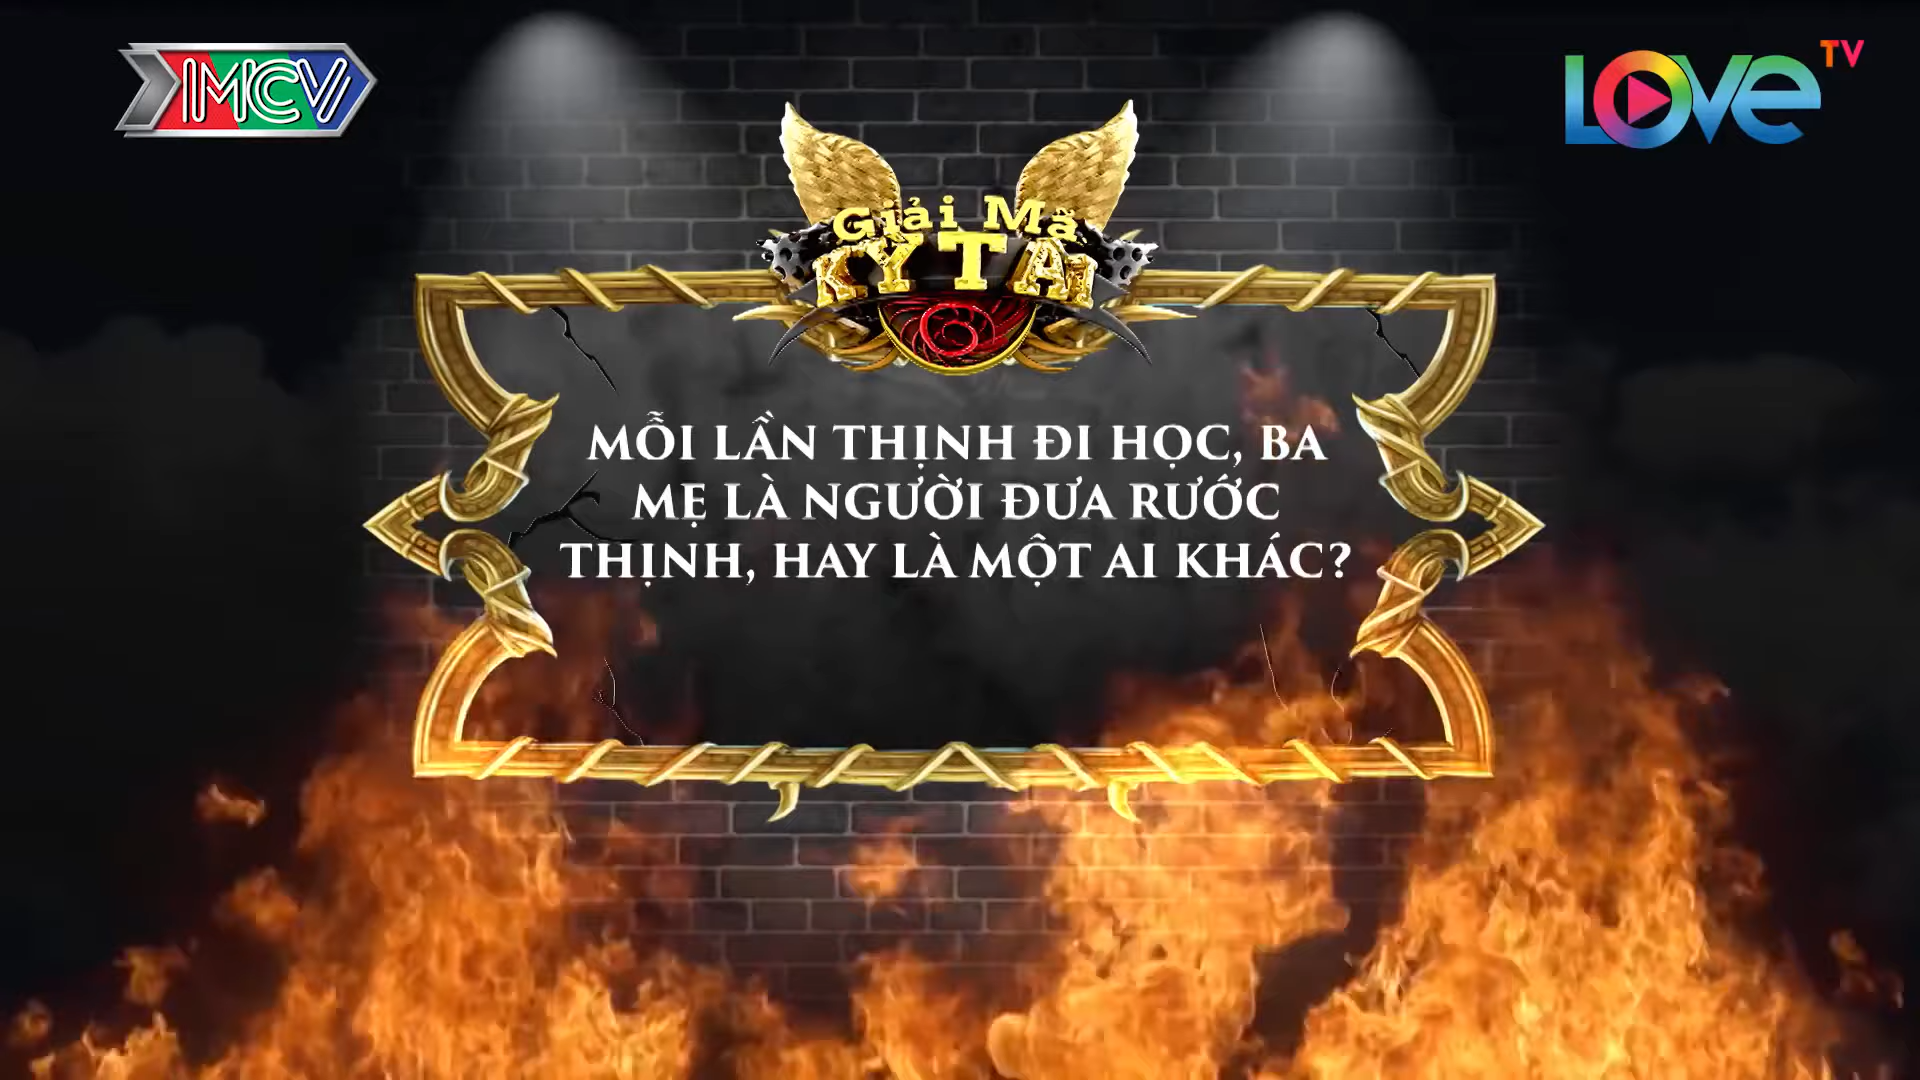 MCV
LOVE TV
Giải Mã
KỲ TÀI
MỖI LẦN THỊNH ĐI HỌC, BA
MẸ LÀ NGƯỜI ĐƯA RƯỚC
THỊNH, HAY LÀ MỘT AI KHÁC?